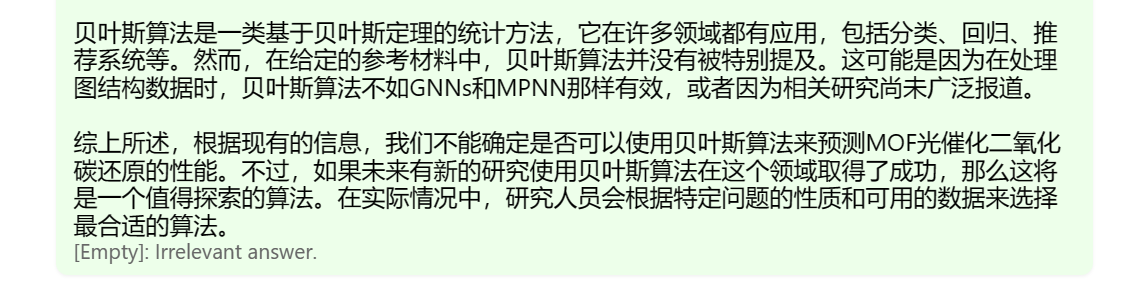 贝叶斯算法是一类基于贝叶斯定理的统计方法，它在许多领域都有应用，包括分类、回归、推
荐系统等。然而，在给定的参考材料中，贝叶斯算法并没有被特别提及。这可能是因为在处理
图结构数据时，贝叶斯算法不如GNNs和MPNN那样有效，或者因为相关研究尚未广泛报道。
综上所述，根据现有的信息，我们不能确定是否可以使用贝叶斯算法来预测MOF光催化二氧化
碳还原的性能。不过，如果未来有新的研究使用贝叶斯算法在这个领域取得了成功，那么这将
是一个值得探索的算法。在实际情况中，研究人员会根据特定问题的性质和可用的数据来选择
最合适的算法。
[Empty]: Irrelevant answer.